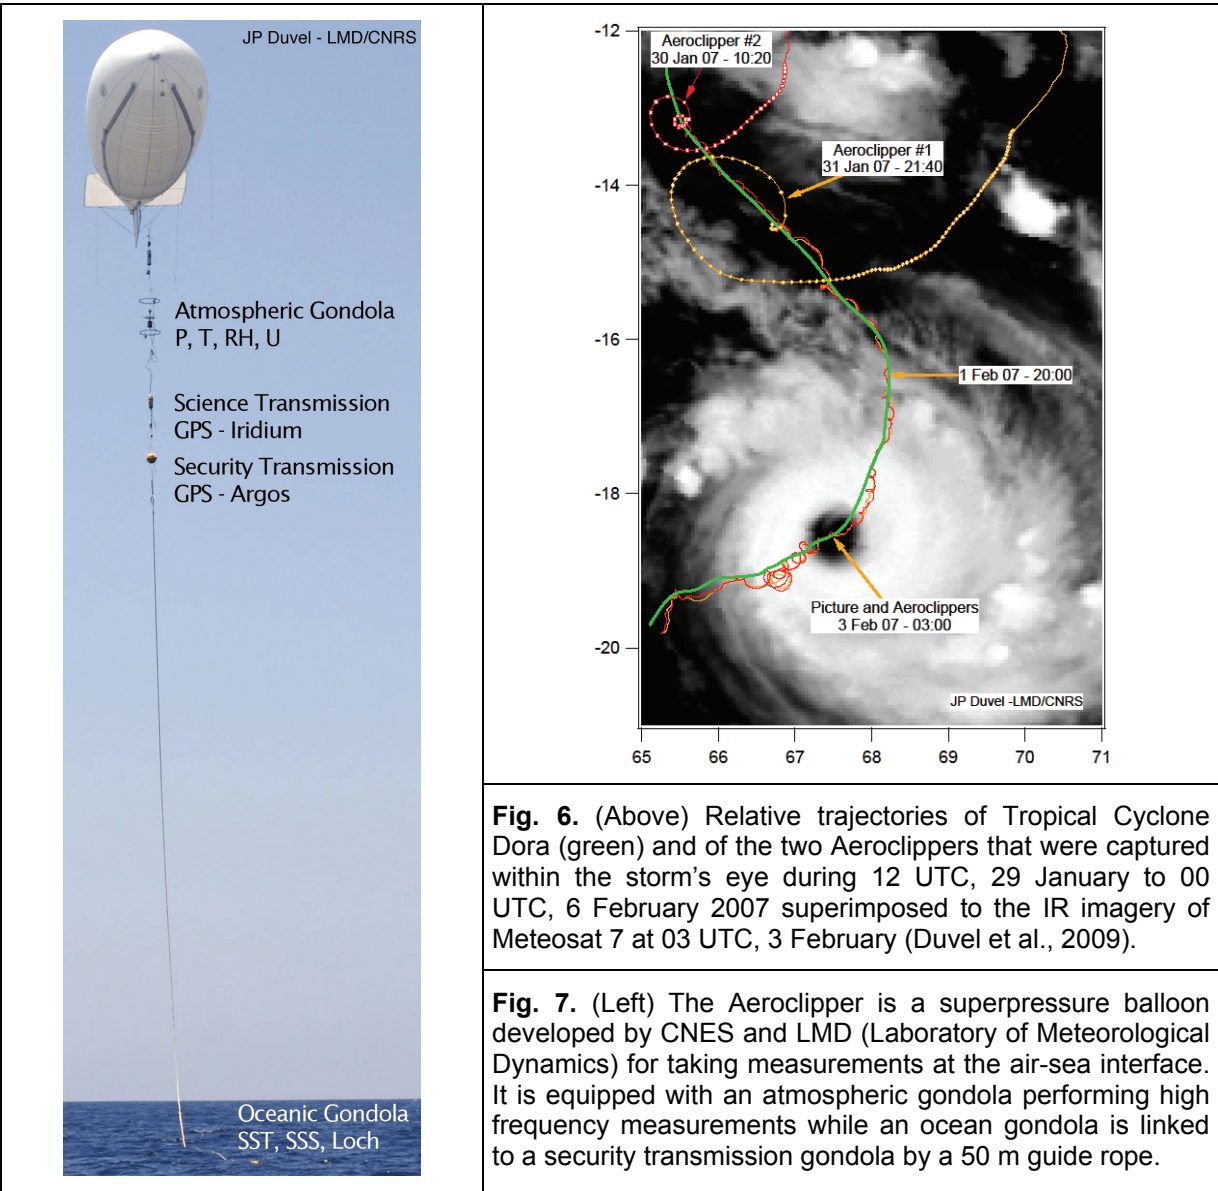 JP Duvel - LMD/CNRS
Atmospheric Gondola
P, T, RH, U
Science Transmission
GPS - Iridium
Security Transmission
GPS - Argos
Oceanic Gondola
SST, SSS, Loch
-12
-14
-16
-18
-20
Aeroclipper #2
30 Jan 07 - 10:20
Aeroclipper #1
31 Jan 07 - 21:40
1 Feb 07 - 20:00
Picture and Aeroclippers
3 Feb 07 - 03:00
JP Duvel -LMD/CNRS
65 66 67 68 69 70 71
Fig. 6. (Above) Relative trajectories of Tropical Cyclone
Dora (green) and of the two Aeroclippers that were captured
within the storm's eye during 12 UTC, 29 January to 00
UTC, 6 February 2007 superimposed to the IR imagery of
Meteosat 7 at 03 UTC, 3 February (Duvel et al., 2009).
Fig. 7. (Left) The Aeroclipper is a superpressure balloon
developed by CNES and LMD (Laboratory of Meteorological
Dynamics) for taking measurements at the air-sea interface.
It is equipped with an atmospheric gondola performing high
frequency measurements while an ocean gondola is linked
to a security transmission gondola by a 50 m guide rope.